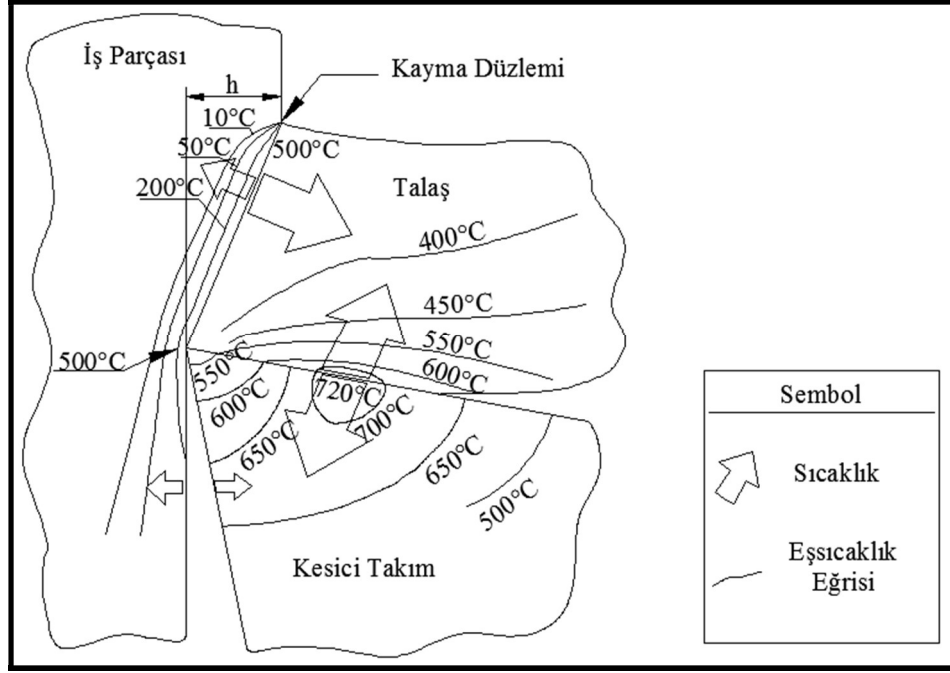 İş Parçası
Kayma Düzlemi
h
10°C
50°C
500°C
200°C
Talaş
400°C
450°C
500°C
550°C
550°C
600°C
600°C
720°C
700°C
650°C
650°C
500°C
Kesici Takım
Sembol
Sıcaklık
Eşsıcaklık
Eğrisi